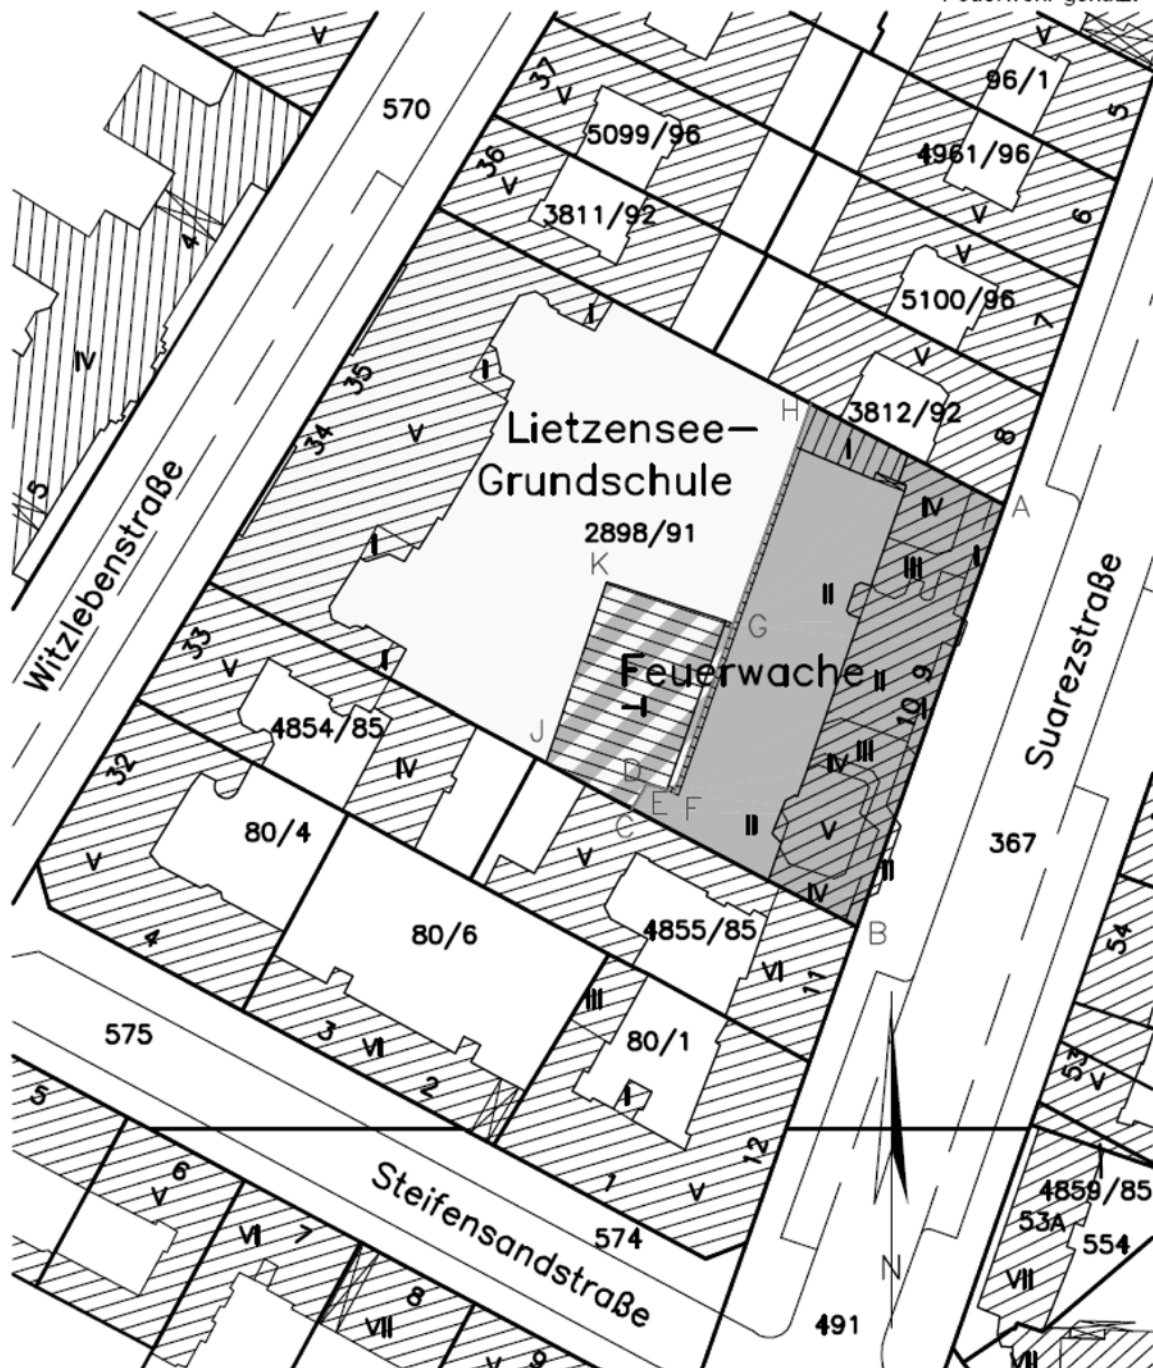 V
37
V
570
96/1
V
5
5099/96
4961/96
36
V
3811/92
V
6
4
V
5100/96
7
I
V
IV
35
I
3812/92
H
8
34
V
Lietzensee-
I
Grundschule
5
IV
A
2898/91
I
I
III
K
II
Witzlebenstraße
Suarezstraße
G
33
V
I
Feuerwache
II
9
I
10
I
4854/85
J
III
32
IV
D
IV
E
F
C
80/4
II
V
367
V
V
II
IV
4
80/6
4855/85
B
54
VI
11
III
575
3
VI
80/1
53
V
2
I
5
12
6
V
Steifensandstraße
1
V
I
4859/85
53A
VII
7
574
554
N
VII
8
VII
491
V
9
VII